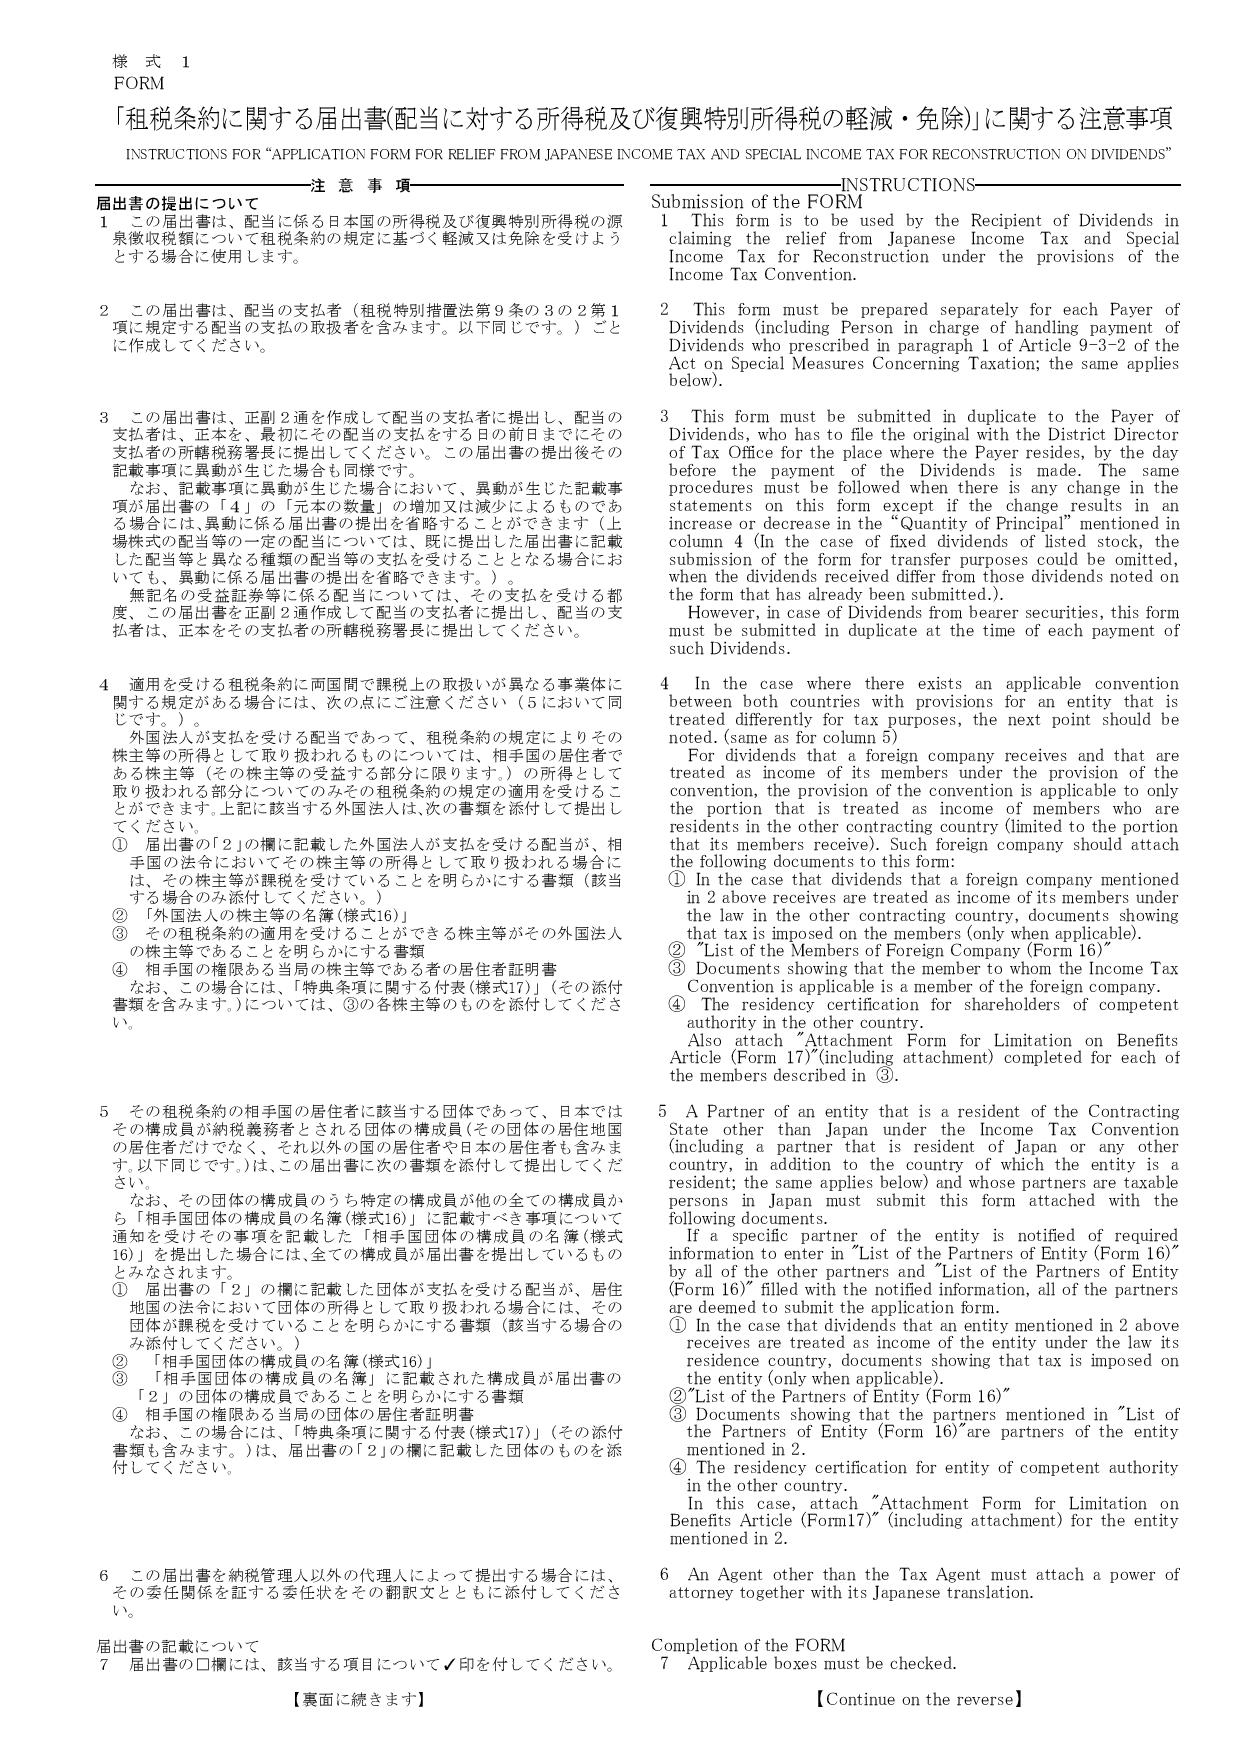 様 式 1
FORM
「租税条約に関する届出書(配当に対する所得税及び復興特別所得税の軽減・免除)」に関する注意事項
INSTRUCTIONS FOR “APPLICATION FORM FOR RELIEF FROM JAPANESE INCOME TAX AND SPECIAL INCOME TAX FOR RECONSTRUCTION ON DIVIDENDS”
注 意 事 項
届出書の提出について
1 この届出書は、配当に係る日本国の所得税及び復興特別所得税の源
泉徴収税額について租税条約の規定に基づく軽減又は免除を受けよう
とする場合に使用します。
2 この届出書は、配当の支払者（租税特別措置法第９条の３の２第１
項に規定する配当の支払の取扱者を含みます。以下同じです。）ごと
に作成してください。
3 この届出書は、正副２通を作成して配当の支払者に提出し、配当の
支払者は、正本を、最初にその配当の支払をする日の前日までにその
支払者の所轄税務署長に提出してください。この届出書の提出後その
記載事項に異動が生じた場合も同様です。
なお、記載事項に異動が生じた場合において、異動が生じた記載事
項が届出書の「４」の「元本の数量」の増加又は減少によるものであ
る場合には、異動に係る届出書の提出を省略することができます（上
場株式の配当等の一定の配当については、既に提出した届出書に記載
した配当等と異なる種類の配当等の支払を受けることとなる場合にお
いても、異動に係る届出書の提出を省略できます。）。
無記名の受益証券等に係る配当については、その支払を受ける都
度、この届出書を正副２通作成して配当の支払者に提出し、配当の支
払者は、正本をその支払者の所轄税務署長に提出してください。
4 適用を受ける租税条約に両国間で課税上の取扱いが異なる事業体に
関する規定がある場合には、次の点にご注意ください（５において同
じです。）。
外国法人が支払を受ける配当であって、租税条約の規定によりその
株主等の所得として取り扱われるものについては、相手国の居住者で
ある株主等（その株主等の受益する部分に限ります。）の所得として
取り扱われる部分についてのみその租税条約の規定の適用を受けるこ
とができます。上記に該当する外国法人は、次の書類を添付して提出し
てください。
① 届出書の「２」の欄に記載した外国法人が支払を受ける配当が、相
手国の法令においてその株主等の所得として取り扱われる場合に
は、その株主等が課税を受けていることを明らかにする書類（該当
する場合のみ添付してください。）
② 「外国法人の株主等の名簿(様式16)」
③ その租税条約の適用を受けることができる株主等がその外国法人
の株主等であることを明らかにする書類
④ 相手国の権限ある当局の株主等である者の居住者証明書
なお、この場合には、「特典条項に関する付表(様式17)」（その添付
書類を含みます。)については、③の各株主等のものを添付してくださ
い。
5 その租税条約の相手国の居住者に該当する団体であって、日本では
その構成員が納税義務者とされる団体の構成員(その団体の居住地国
の居住者だけでなく、それ以外の国の居住者や日本の居住者も含みま
す。以下同じです。)は、この届出書に次の書類を添付して提出してくだ
さい。
なお、その団体の構成員のうち特定の構成員が他の全ての構成員か
ら「相手国団体の構成員の名簿(様式16)」に記載すべき事項について
通知を受けその事項を記載した「相手国団体の構成員の名簿(様式
16)」を提出した場合には、全ての構成員が届出書を提出しているもの
とみなされます。
① 届出書の「２」の欄に記載した団体が支払を受ける配当が、居住
地国の法令において団体の所得として取り扱われる場合には、その
団体が課税を受けていることを明らかにする書類（該当する場合の
み添付してください。）
② 「相手国団体の構成員の名簿(様式16)」
③ 「相手国団体の構成員の名簿」に記載された構成員が届出書の
「２」の団体の構成員であることを明らかにする書類
④ 相手国の権限ある当局の団体の居住者証明書
なお、この場合には、「特典条項に関する付表(様式17)」（その添付
書類も含みます。)は、届出書の「２」の欄に記載した団体のものを添
付してください。
6 この届出書を納税管理人以外の代理人によって提出する場合には、
その委任関係を証する委任状をその翻訳文とともに添付してくださ
い。
届出書の記載について
7 届出書の□欄には、該当する項目について✓印を付してください。
【裏面に続きます】
INSTRUCTIONS
Submission of the FORM
1 This form is to be used by the Recipient of Dividends in
claiming the relief from Japanese Income Tax and Special
Income Tax for Reconstruction under the provisions of the
Income Tax Convention.
2 This form must be prepared separately for each Payer of
Dividends (including Person in charge of handling payment of
Dividends who prescribed in paragraph 1 of Article 9-3-2 of the
Act on Special Measures Concerning Taxation; the same applies
below).
3 This form must be submitted in duplicate to the Payer of
Dividends, who has to file the original with the District Director
of Tax Office for the place where the Payer resides, by the day
before the payment of the Dividends is made. The same
procedures must be followed when there is any change in the
statements on this form except if the change results in an
increase or decrease in the “Quantity of Principal” mentioned in
column 4 (In the case of fixed dividends of listed stock, the
submission of the form for transfer purposes could be omitted,
when the dividends received differ from those dividends noted on
the form that has already been submitted.).
However, in case of Dividends from bearer securities, this form
must be submitted in duplicate at the time of each payment of
such Dividends.
4 In the case where there exists an applicable convention
between both countries with provisions for an entity that is
treated differently for tax purposes, the next point should be
noted. (same as for column 5)
For dividends that a foreign company receives and that are
treated as income of its members under the provision of the
convention, the provision of the convention is applicable to only
the portion that is treated as income of members who are
residents in the other contracting country (limited to the portion
that its members receive). Such foreign company should attach
the following documents to this form:
① In the case that dividends that a foreign company mentioned
in 2 above receives are treated as income of its members under
the law in the other contracting country, documents showing
that tax is imposed on the members (only when applicable).
② "List of the Members of Foreign Company (Form 16)"
③ Documents showing that the member to whom the Income Tax
Convention is applicable is a member of the foreign company.
④ The residency certification for shareholders of competent
authority in the other country.
Also attach "Attachment Form for Limitation on Benefits
Article (Form 17)"(including attachment) completed for each of
the members described in ③.
5 A Partner of an entity that is a resident of the Contracting
State other than Japan under the Income Tax Convention
(including a partner that is resident of Japan or any other
country, in addition to the country of which the entity is a
resident; the same applies below) and whose partners are taxable
persons in Japan must submit this form attached with the
following documents.
If a specific partner of the entity is notified of required
information to enter in "List of the Partners of Entity (Form 16)"
by all of the other partners and "List of the Partners of Entity
(Form 16)" filled with the notified information, all of the partners
are deemed to submit the application form.
① In the case that dividends that an entity mentioned in 2 above
receives are treated as income of the entity under the law its
residence country, documents showing that tax is imposed on
the entity (only when applicable).
②"List of the Partners of Entity (Form 16)"
③ Documents showing that the partners mentioned in "List of
the Partners of Entity (Form 16)"are partners of the entity
mentioned in 2.
④ The residency certification for entity of competent authority
in the other country.
In this case, attach "Attachment Form for Limitation on
Benefits Article (Form17)" (including attachment) for the entity
mentioned in 2.
6 An Agent other than the Tax Agent must attach a power of
attorney together with its Japanese translation.
Completion of the FORM
7 Applicable boxes must be checked.
【Continue on the reverse】